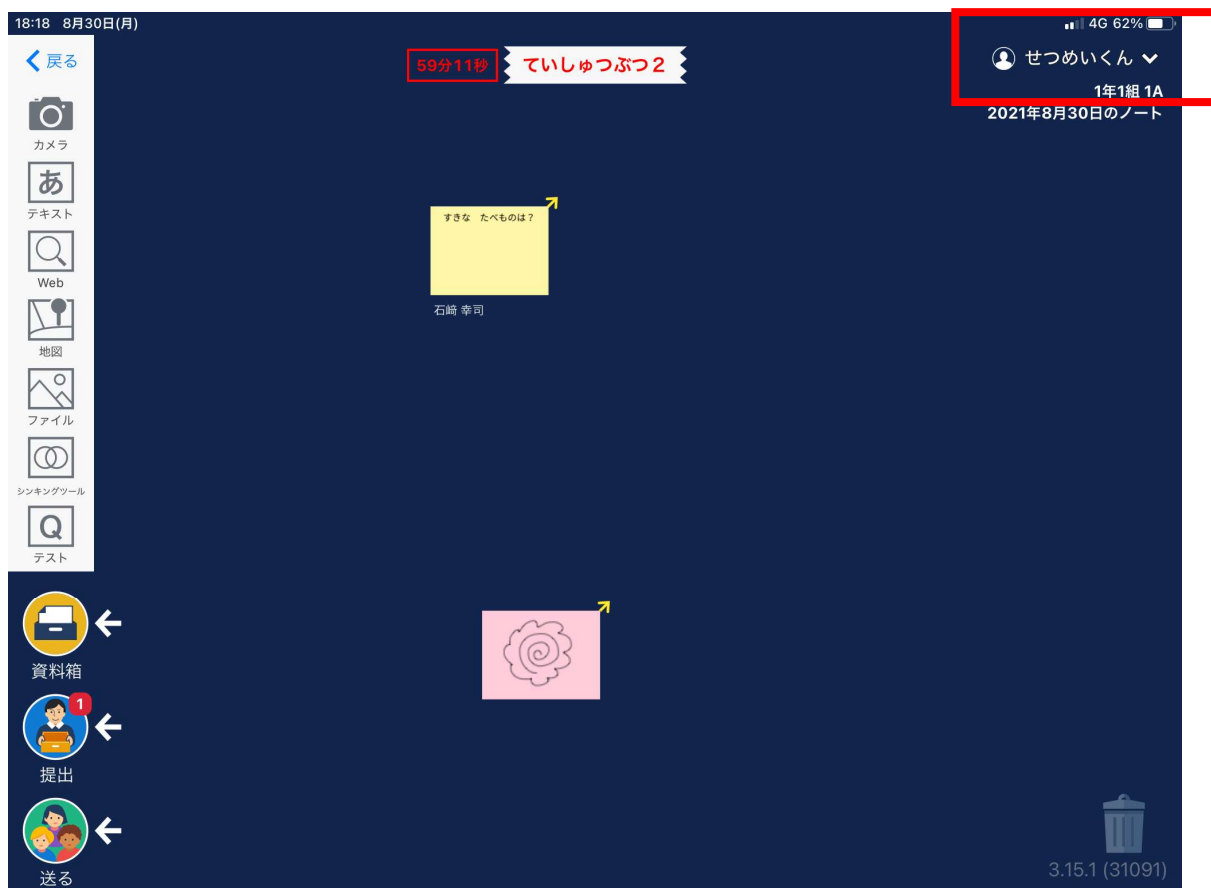 18:18 8月30日(月)
4G 62%
戻る
59分11秒
ていしゅつぶつ2
せつめいくん
1年1組 1A
2021年8月30日のノート
カメラ
あ
テキスト
Web
地図
ファイル
シンキングツール
Q
テスト
すきな たべものは?
石崎 幸司
資料箱
1
提出
送る
3.15.1 (31091)